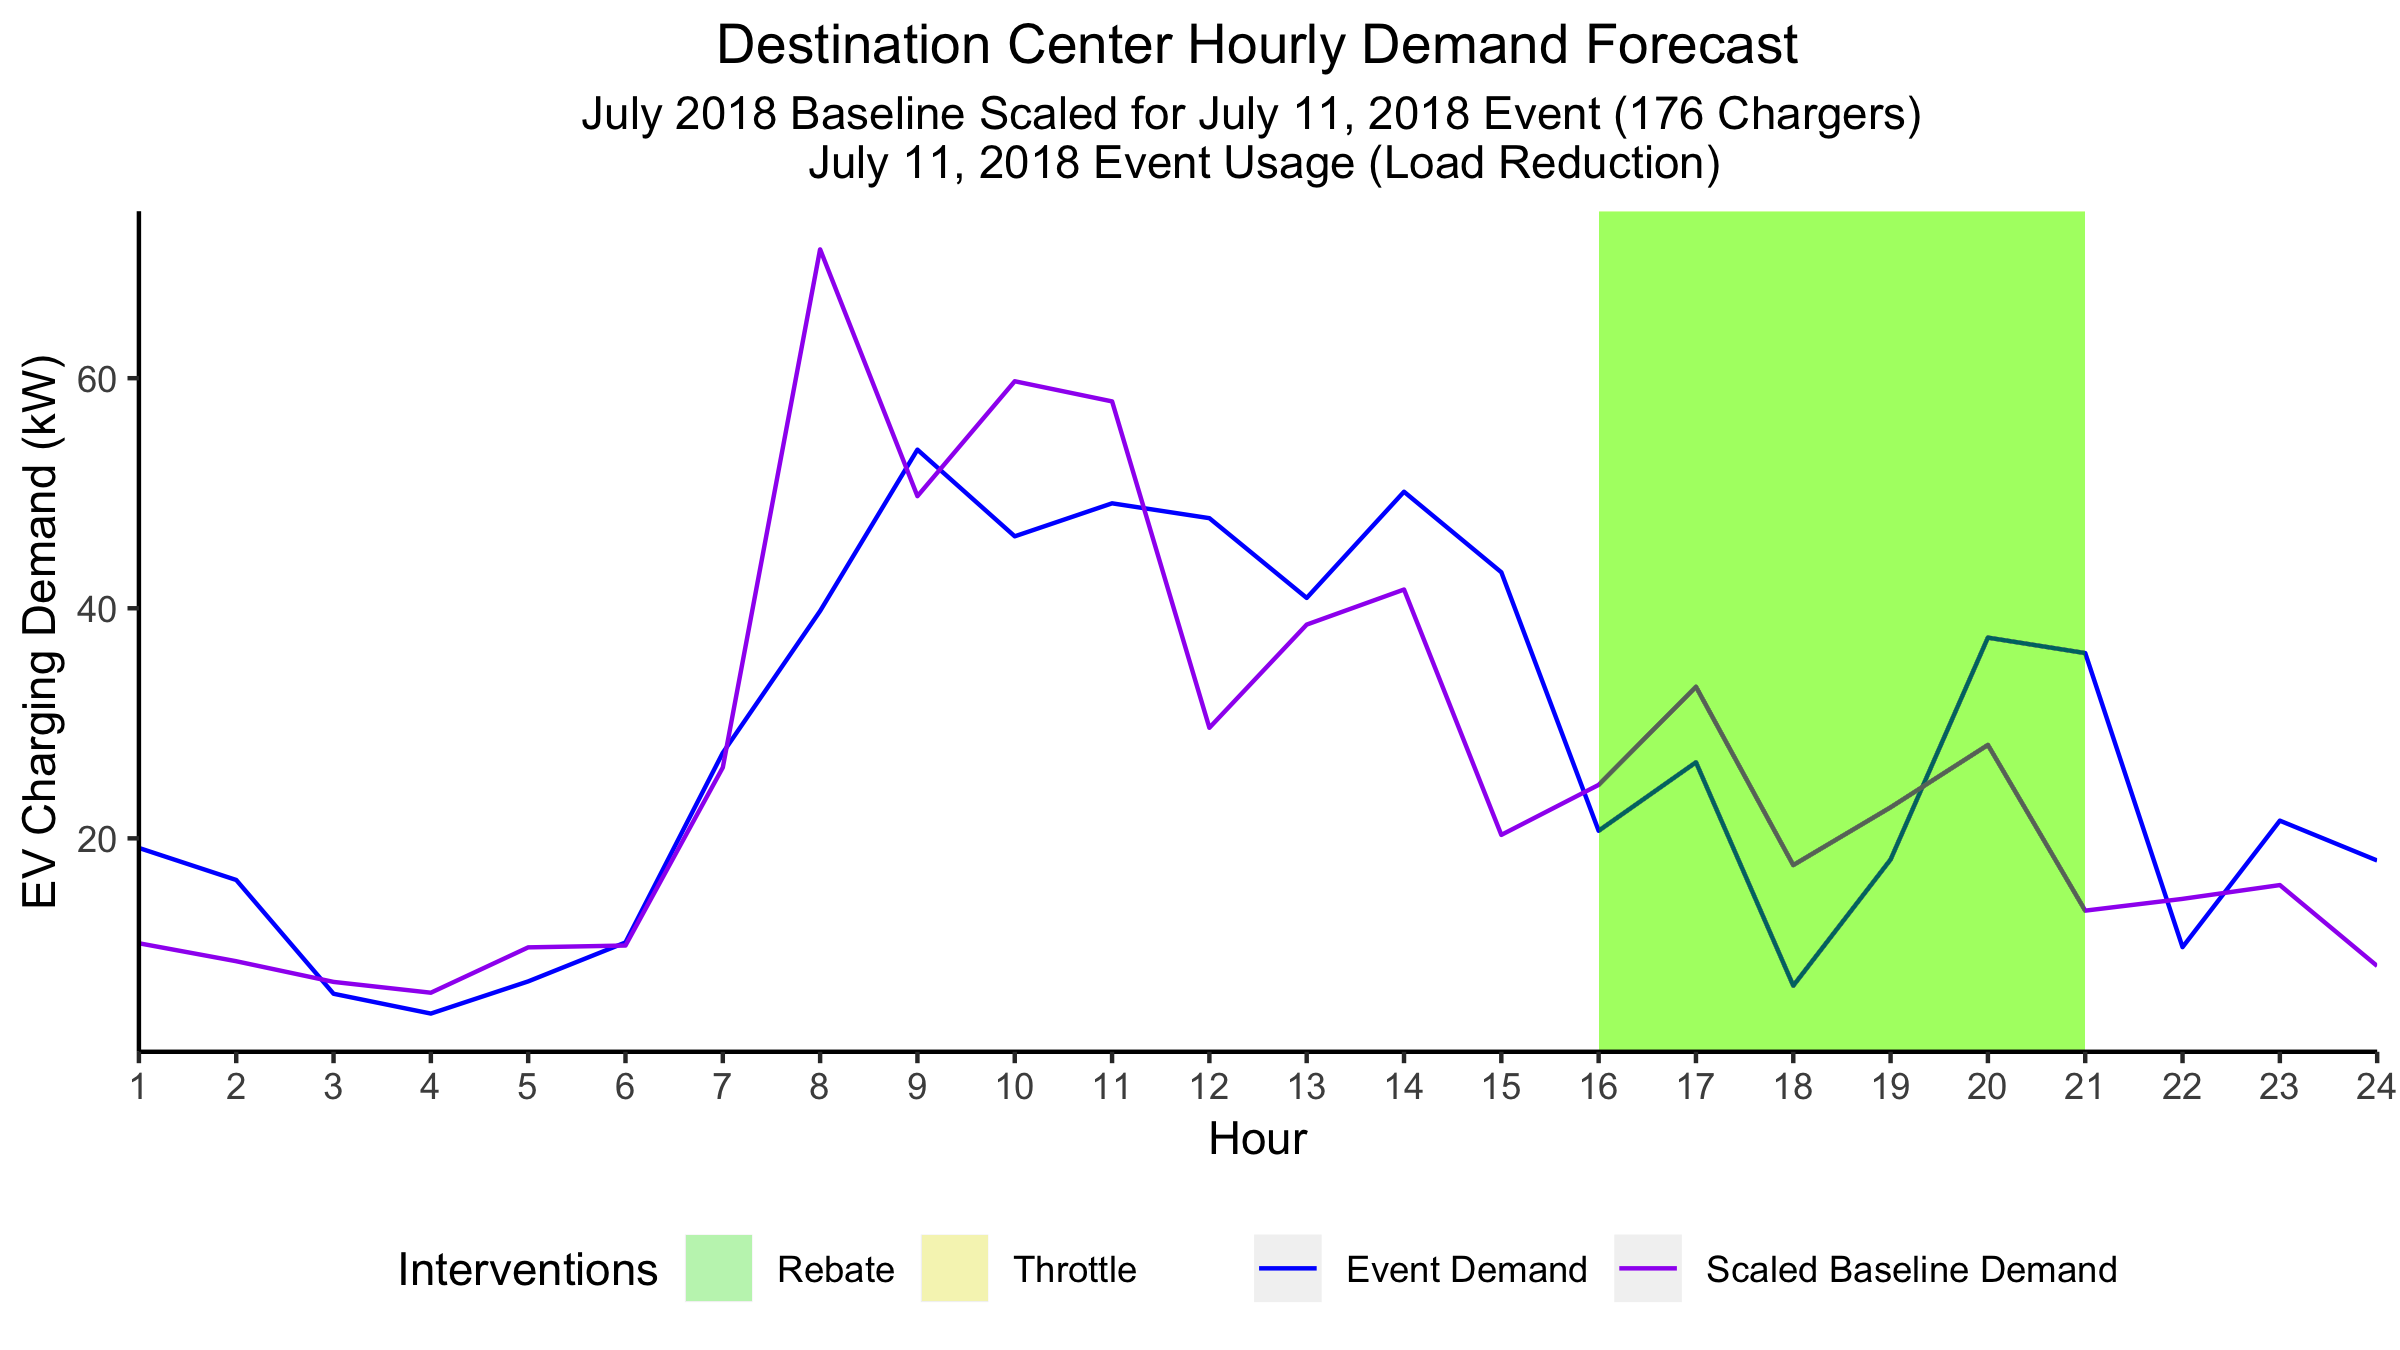 Destination Center Hourly Demand Forecast
July 2018 Baseline Scaled for July 11, 2018 Event (176 Chargers)
July 11, 2018 Event Usage (Load Reduction)
EV Charging Demand (kW)
60
40
20
1 2 3 4 5 6 7 8 9 10 11 12 13 14 15 16 17 18 19 20 21 22 23 24
Hour
Interventions Rebate Throttle Event Demand Scaled Baseline Demand